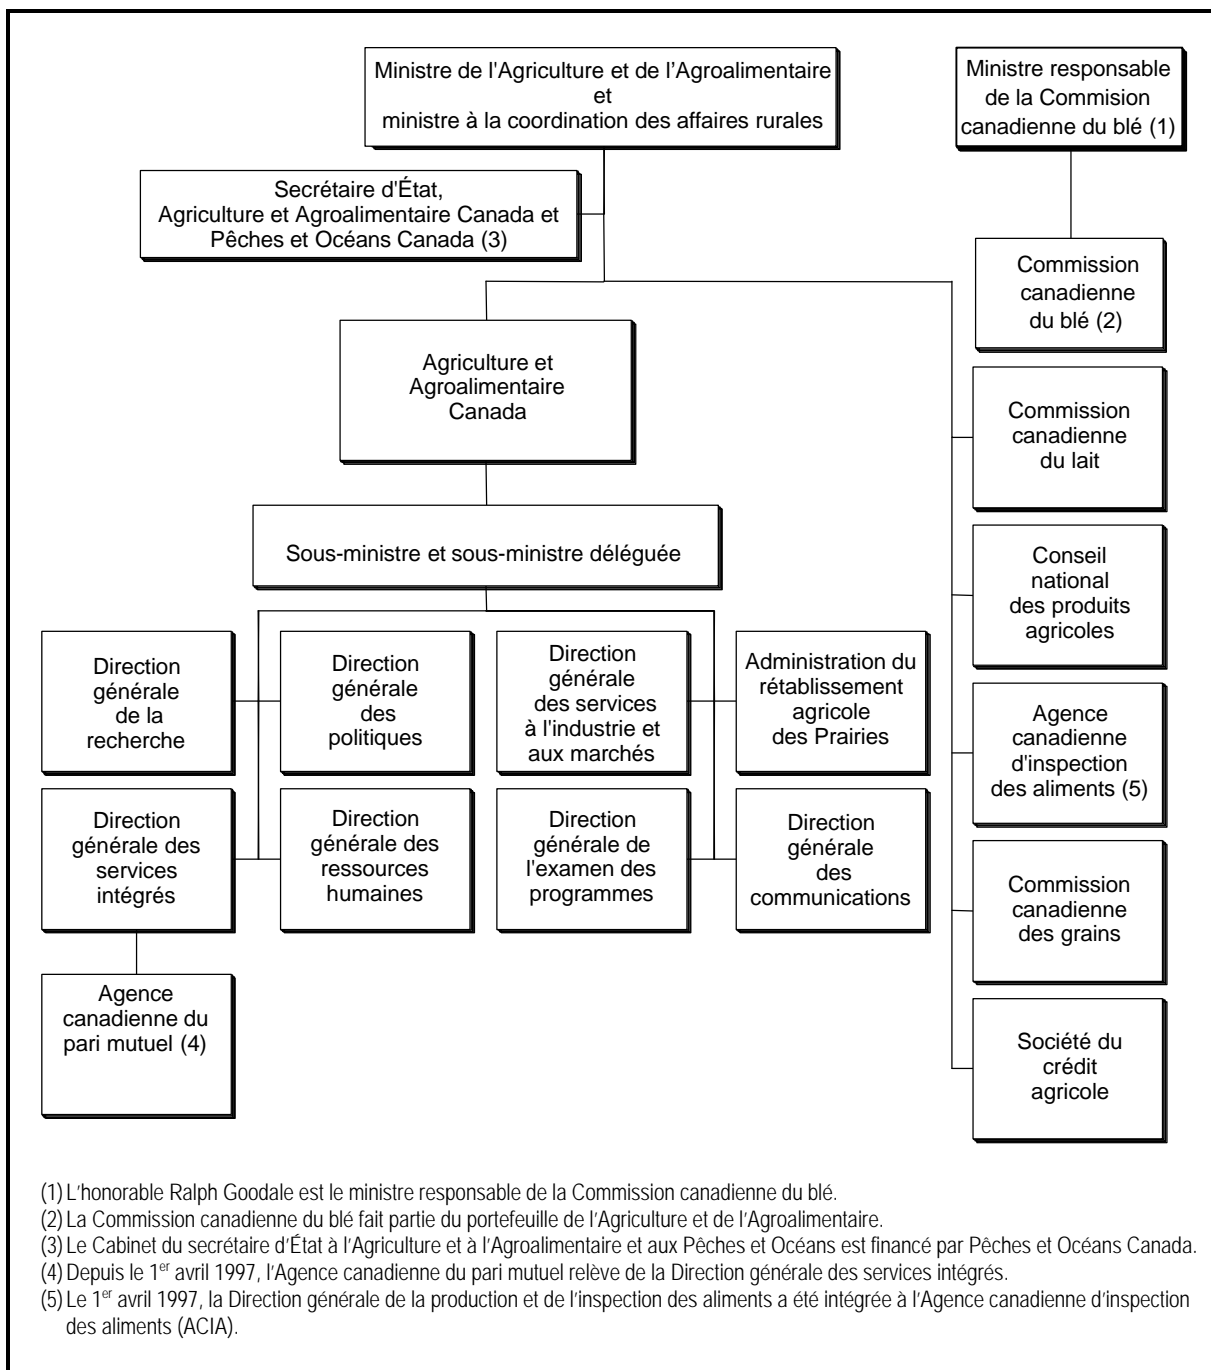 Ministre de l'Agriculture et de l'Agroalimentaire
et
ministre à la coordination des affaires rurales
Ministre responsable
de la Commision
canadienne du blé (1)
Secrétaire d'État,
Agriculture et Agroalimentaire Canada et
Pêches et Océans Canada (3)
Commission
canadienne
du blé (2)
Agriculture et
Agroalimentaire
Canada
Commission
canadienne
du lait
Sous-ministre et sous-ministre déléguée
Conseil
national
des produits
agricoles
Direction
générale
de la
recherche
Direction
générale
des
politiques
Direction
générale
des services
à l'industrie et
aux marchés
Administration du
rétablissement
agricole
des Prairies
Agence
canadienne
d'inspection
des aliments (5)
Direction
générale des
services
intégrés
Direction
générale des
ressources
humaines
Direction
générale de
l'examen des
programmes
Direction
générale
des
communications
Commission
canadienne
des grains
Agence
canadienne du
pari mutuel (4)
Société du
crédit
agricole
(1) L'honorable Ralph Goodale est le ministre responsable de la Commission canadienne du blé.
(2) La Commission canadienne du blé fait partie du portefeuille de l'Agriculture et de l'Agroalimentaire.
(3) Le Cabinet du secrétaire d'État à l'Agriculture et à l'Agroalimentaire et aux Pêches et Océans est financé par Pêches et Océans Canada.
(4) Depuis le 1er avril 1997, l'Agence canadienne du pari mutuel relève de la Direction générale des services intégrés.
(5) Le 1er avril 1997, la Direction générale de la production et de l'inspection des aliments a été intégrée à l'Agence canadienne d'inspection
des aliments (ACIA).